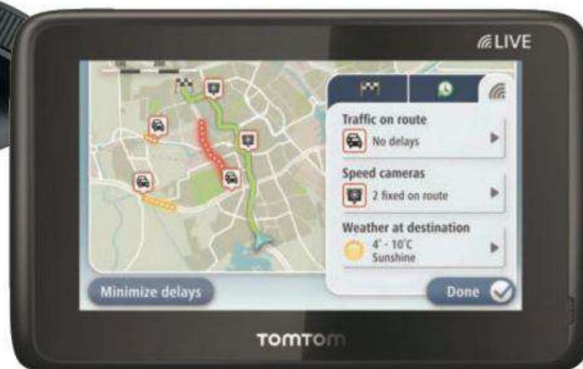 LIVE
Traffic on route
No delays
Speed cameras
2 fixed on route
Weather at destination
4° - 10°C
Sunshine
Minimize delays
Done
TOMTOM